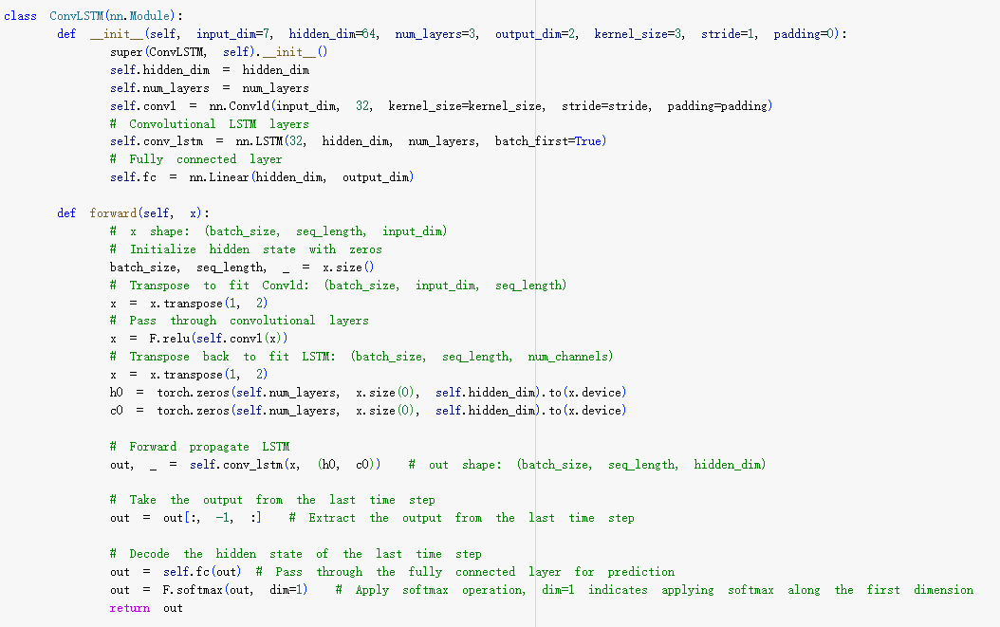 class ConvLSTM(nn.Module):
def __init__(self, input_dim=7, hidden_dim=64, num_layers=3, output_dim=2, kernel_size=3, stride=1, padding=0):
super(ConvLSTM, self).__init__()
self.hidden_dim = hidden_dim
self.num_layers = num_layers
self.conv1 = nn.Conv1d(input_dim, 32, kernel_size=kernel_size, stride=stride, padding=padding)
# Convolutional LSTM layers
self.conv_lstm = nn.LSTM(32, hidden_dim, num_layers, batch_first=True)
# Fully connected layer
self.fc = nn.Linear(hidden_dim, output_dim)
def forward(self, x):
# x shape: (batch_size, seq_length, input_dim)
# Initialize hidden state with zeros
batch_size, seq_length, _ = x.size()
# Transpose to fit Conv1d: (batch_size, input_dim, seq_length)
x = x.transpose(1, 2)
# Pass through convolutional layers
x = F.relu(self.conv1(x))
# Transpose back to fit LSTM: (batch_size, seq_length, num_channels)
x = x.transpose(1, 2)
h0 = torch.zeros(self.num_layers, x.size(0), self.hidden_dim).to(x.device)
c0 = torch.zeros(self.num_layers, x.size(0), self.hidden_dim).to(x.device)
# Forward propagate LSTM
out, _ = self.conv_lstm(x, (h0, c0)) # out shape: (batch_size, seq_length, hidden_dim)
# Take the output from the last time step
out = out[:, -1, :] # Extract the output from the last time step
# Decode the hidden state of the last time step
out = self.fc(out) # Pass through the fully connected layer for prediction
out = F.softmax(out, dim=1) # Apply softmax operation, dim=1 indicates applying softmax along the first dimension
return out